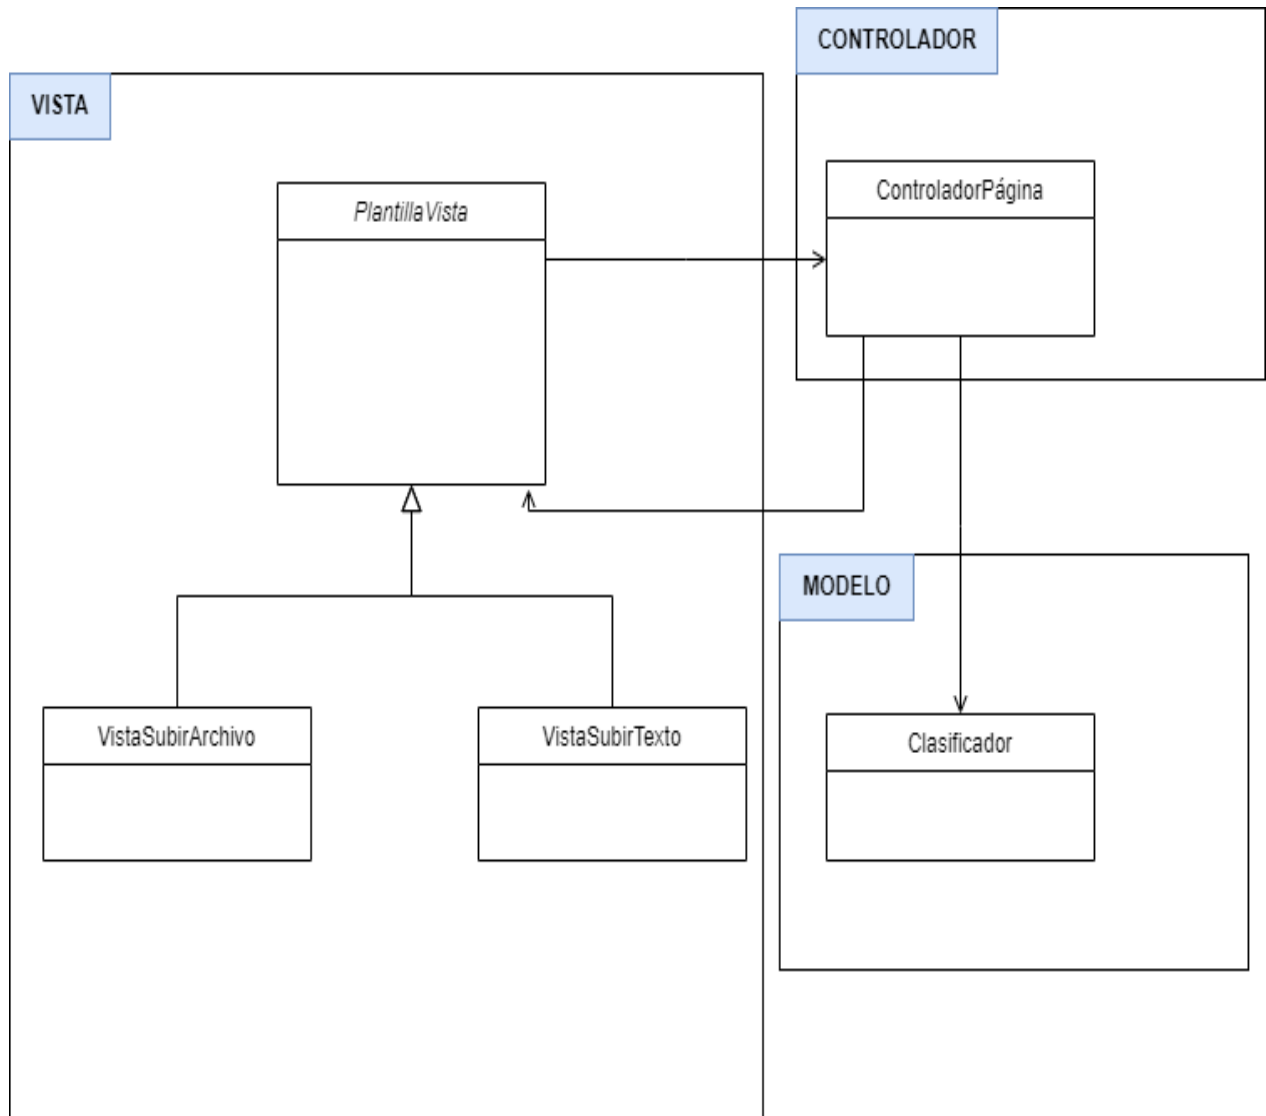 CONTROLADOR
VISTA
ControladorPágina
PlantillaVista
MODELO
VistaSubirArchivo
VistaSubirTexto
Clasificador